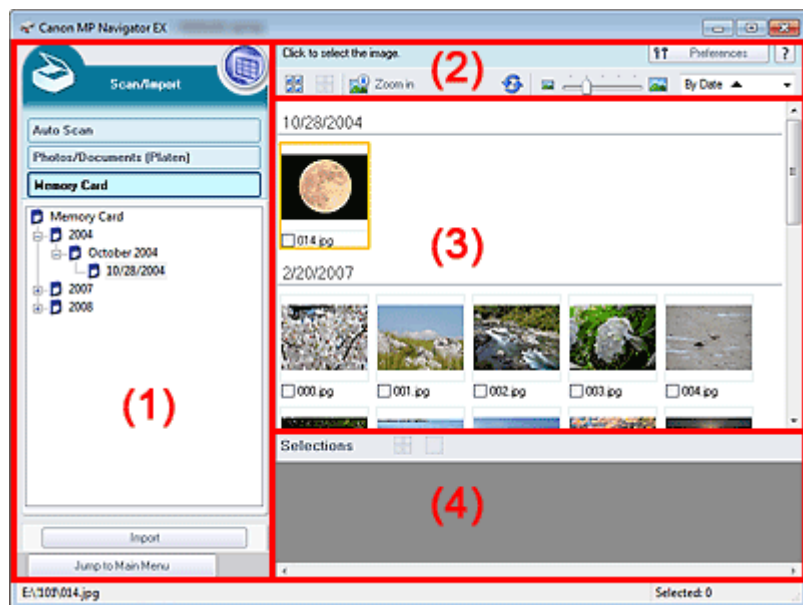 Canon MP Navigator EX
Scan/Import
Auto Scan
Photos/Documents (Platen)
Memory Card
Memory Card
2004
October 2004
10/28/2004
2007
2008
(1)
Import
Jump to Main Menu
Click to select the image.
Preferences
?
(2)
Zoom in
By Date
10/28/2004
014.jpg
(3)
2/20/2007
000.jpg
001.jpg
002.jpg
003.jpg
004.jpg
Selections
(4)
E:\101\014.jpg
Selected: 0